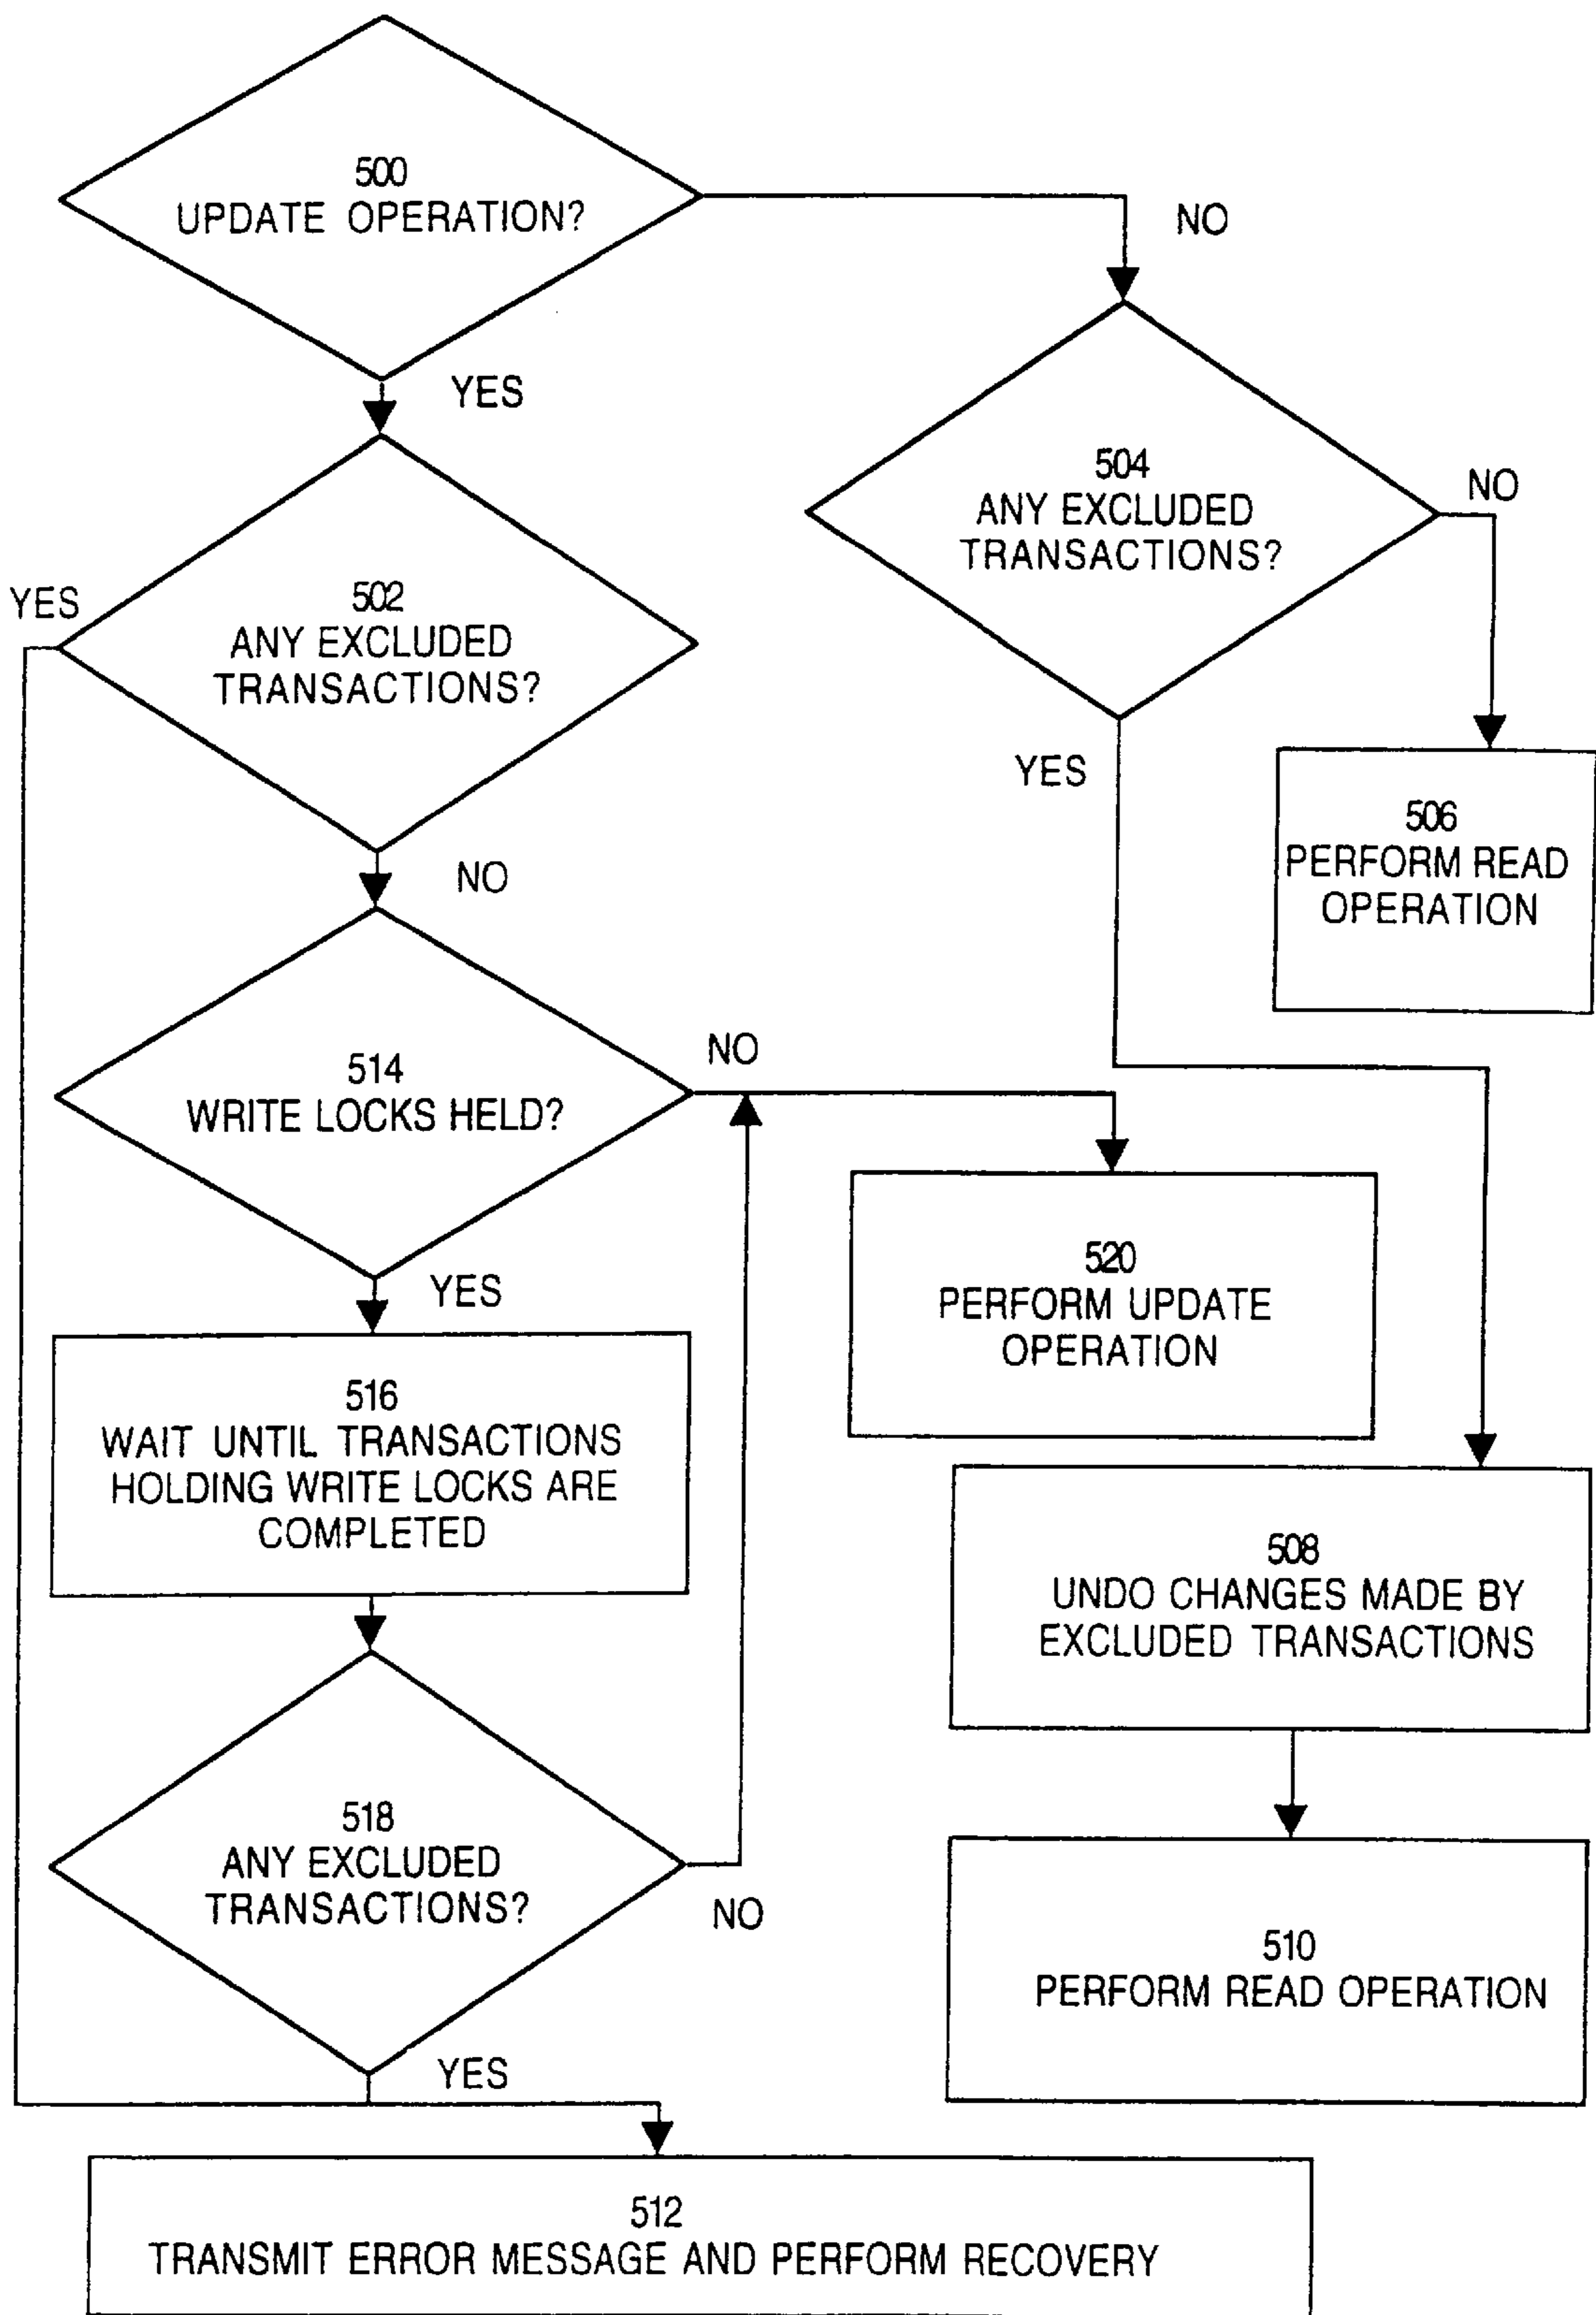 500
UPDATE OPERATION?
NO
YES
504
ANY EXCLUDED
TRANSACTIONS?
NO
502
ANY EXCLUDED
TRANSACTIONS?
YES
YES
506
PERFORM READ
OPERATION
NO
514
WRITE LOCKS HELD?
NO
YES
520
PERFORM UPDATE
OPERATION
516
WAIT UNTIL TRANSACTIONS
HOLDING WRITE LOCKS ARE
COMPLETED
508
UNDO CHANGES MADE BY
EXCLUDED TRANSACTIONS
518
ANY EXCLUDED
TRANSACTIONS?
NO
510
PERFORM READ OPERATION
YES
512
TRANSMIT ERROR MESSAGE AND PERFORM RECOVERY